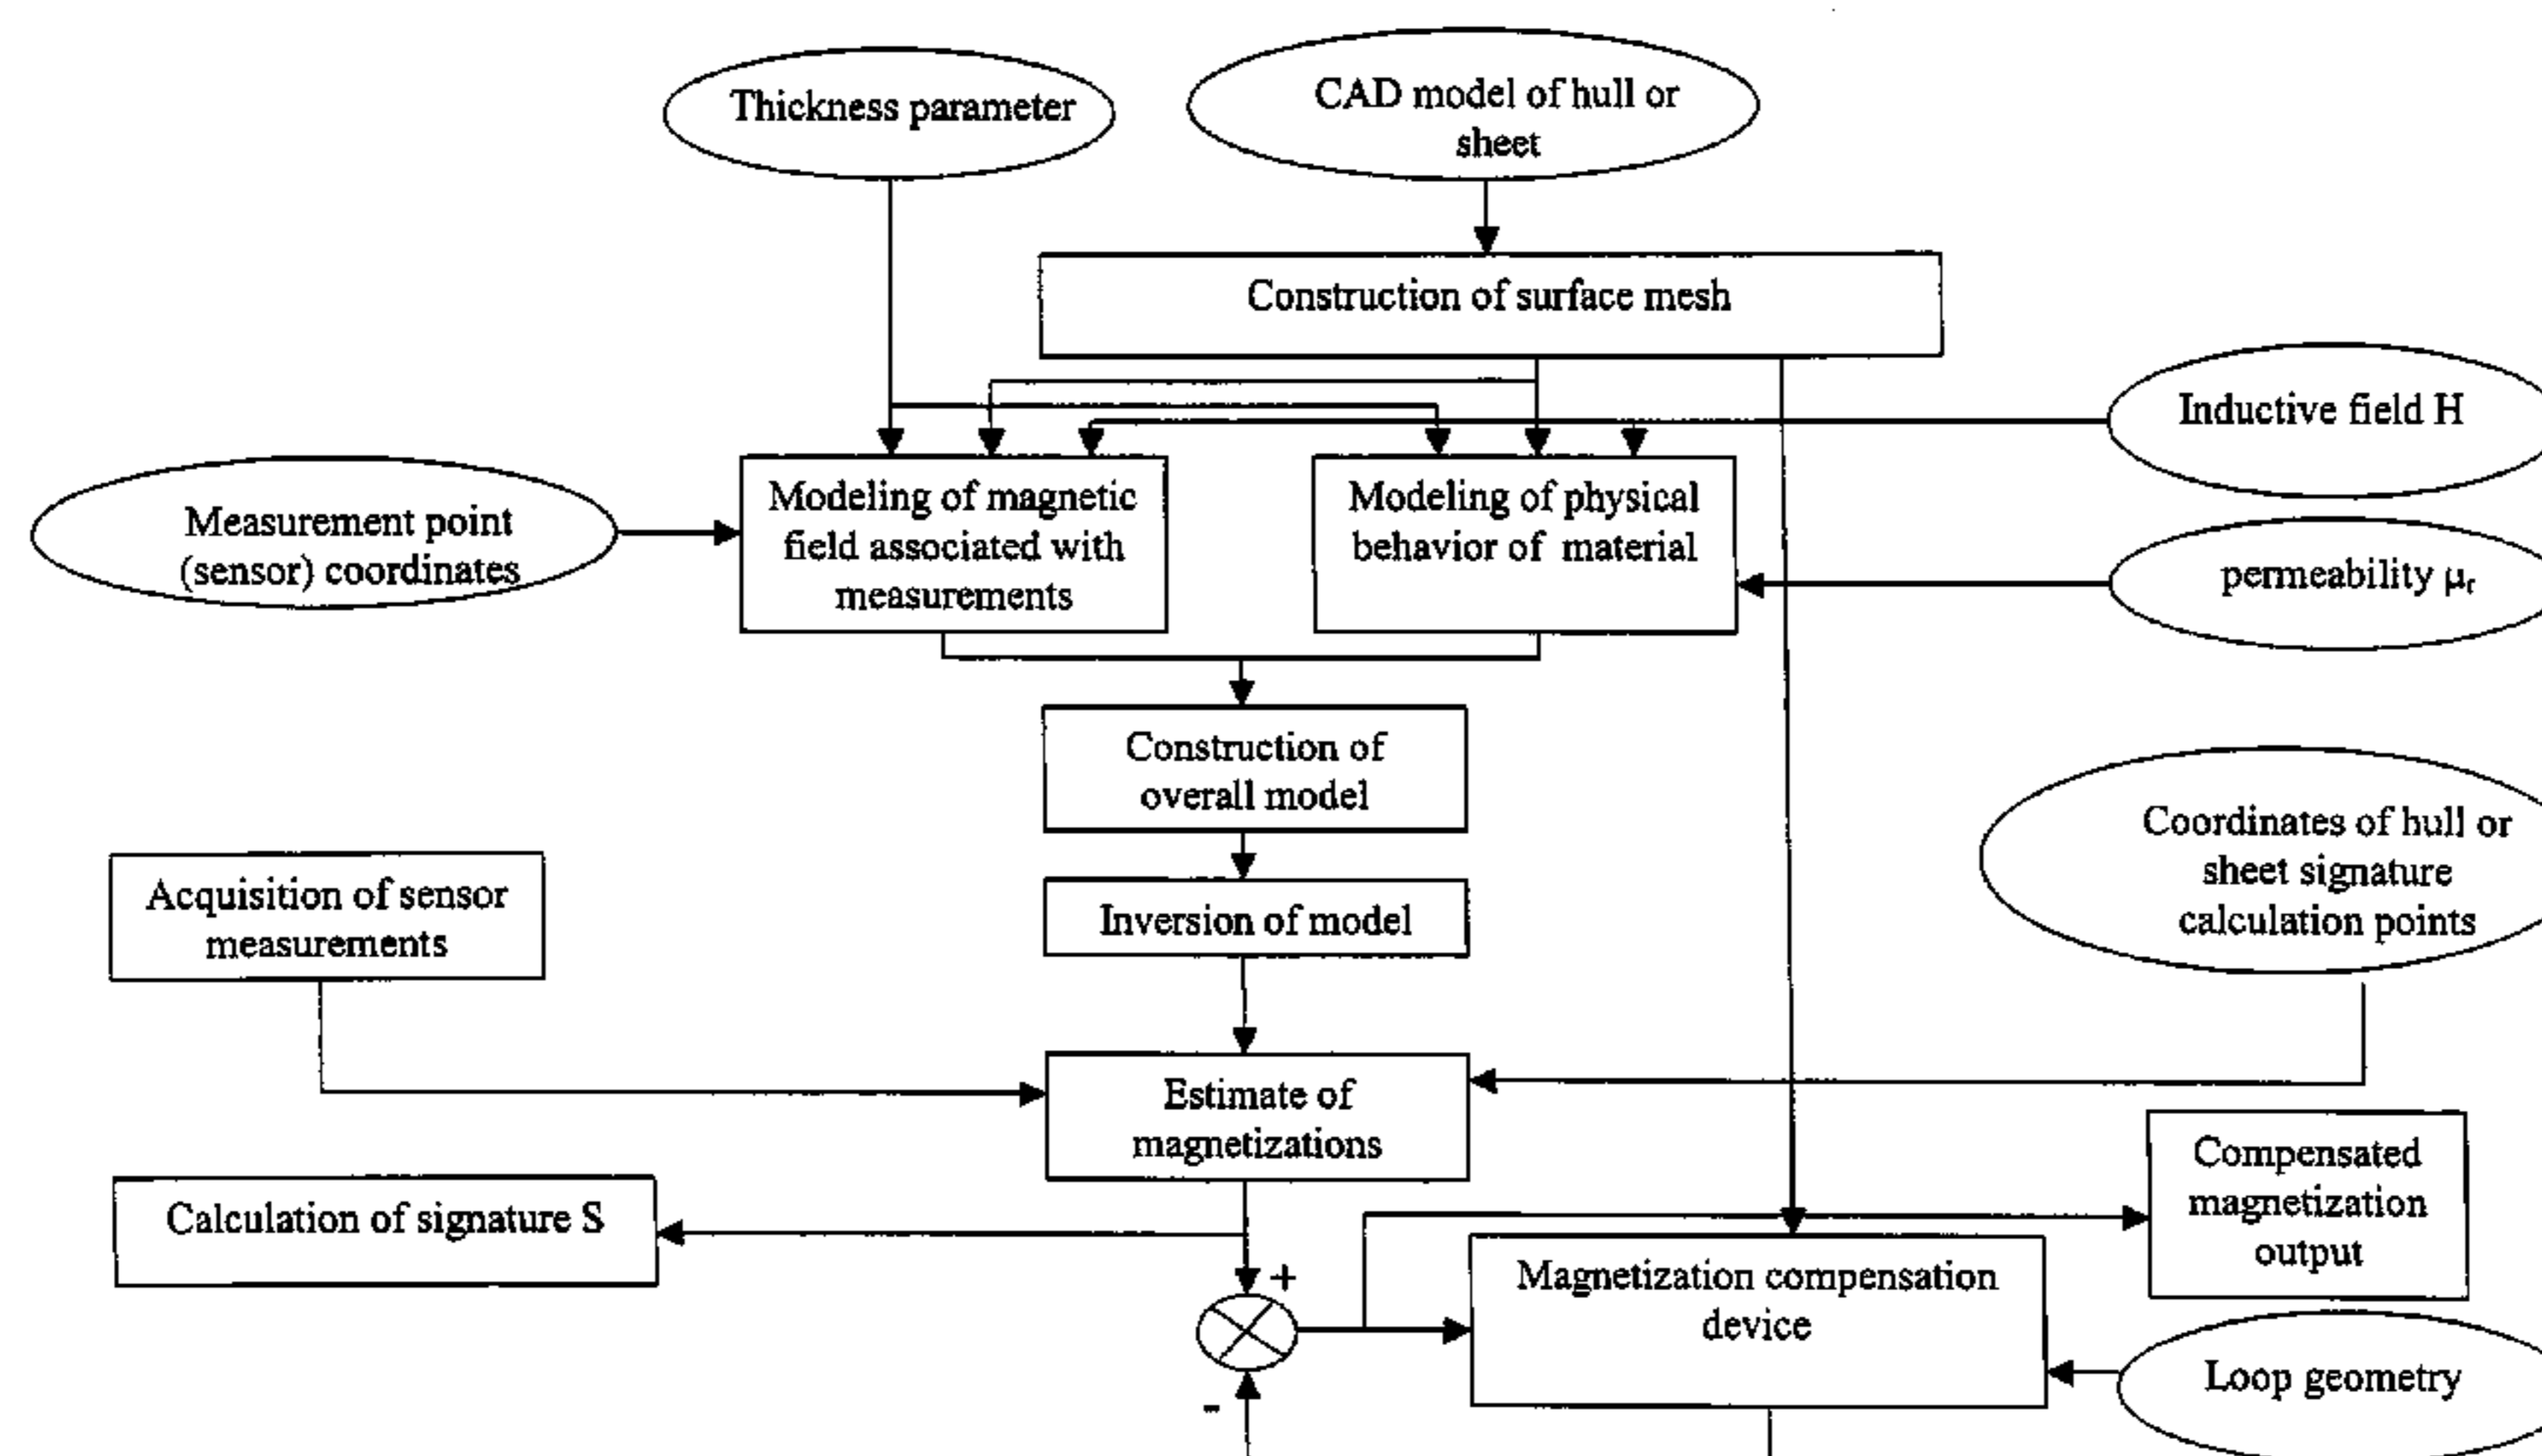 Thickness parameter
CAD model of hull or
sheet
Construction of surface mesh
Inductive field H
Measurement point
(sensor) coordinates
Modeling of magnetic
field associated with
measurements
Modeling of physical
behavior of material
permeability μr
Construction of
overall model
Coordinates of hull or
sheet signature
calculation points
Acquisition of sensor
measurements
Inversion of model
Estimate of
magnetizations
Compensated
magnetization
output
Calculation of signature S
+
Magnetization compensation
device
Loop geometry
-